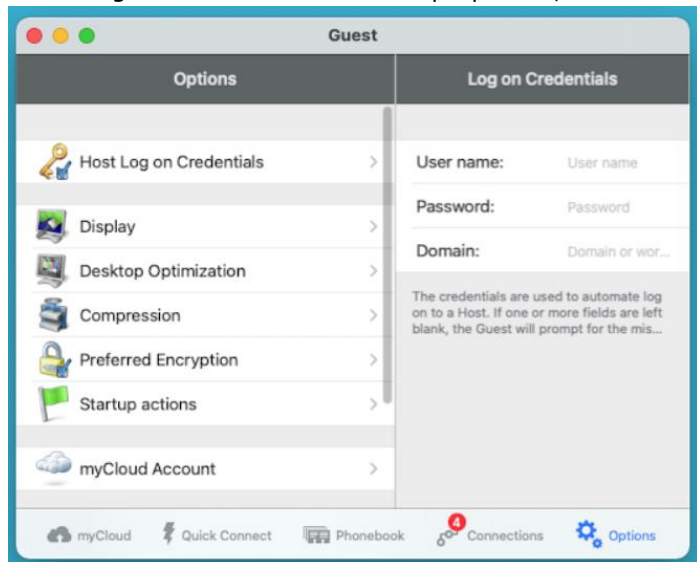 Guest
Options
Host Log on Credentials
Display
Desktop Optimization
Compression
Preferred Encryption
Startup actions
myCloud Account
Log on Credentials
User name: User name
Password: Password
Domain: Domain or wor...
The credentials are used to automate log
on to a Host. If one or more fields are left
blank, the Guest will prompt for the mis...
myCloud Quick Connect Phonebook 4 Connections Options